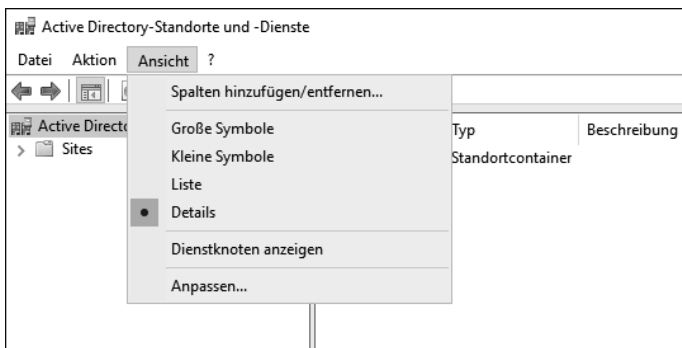 Active Directory-Standorte und -Dienste
Datei Aktion Ansicht ?
Spalten hinzufügen/entfernen...
Active Directo
Große Symbole
Typ
Beschreibung
Sites
Kleine Symbole
Standortcontainer
Liste
Details
Dienstknoten anzeigen
Anpassen...